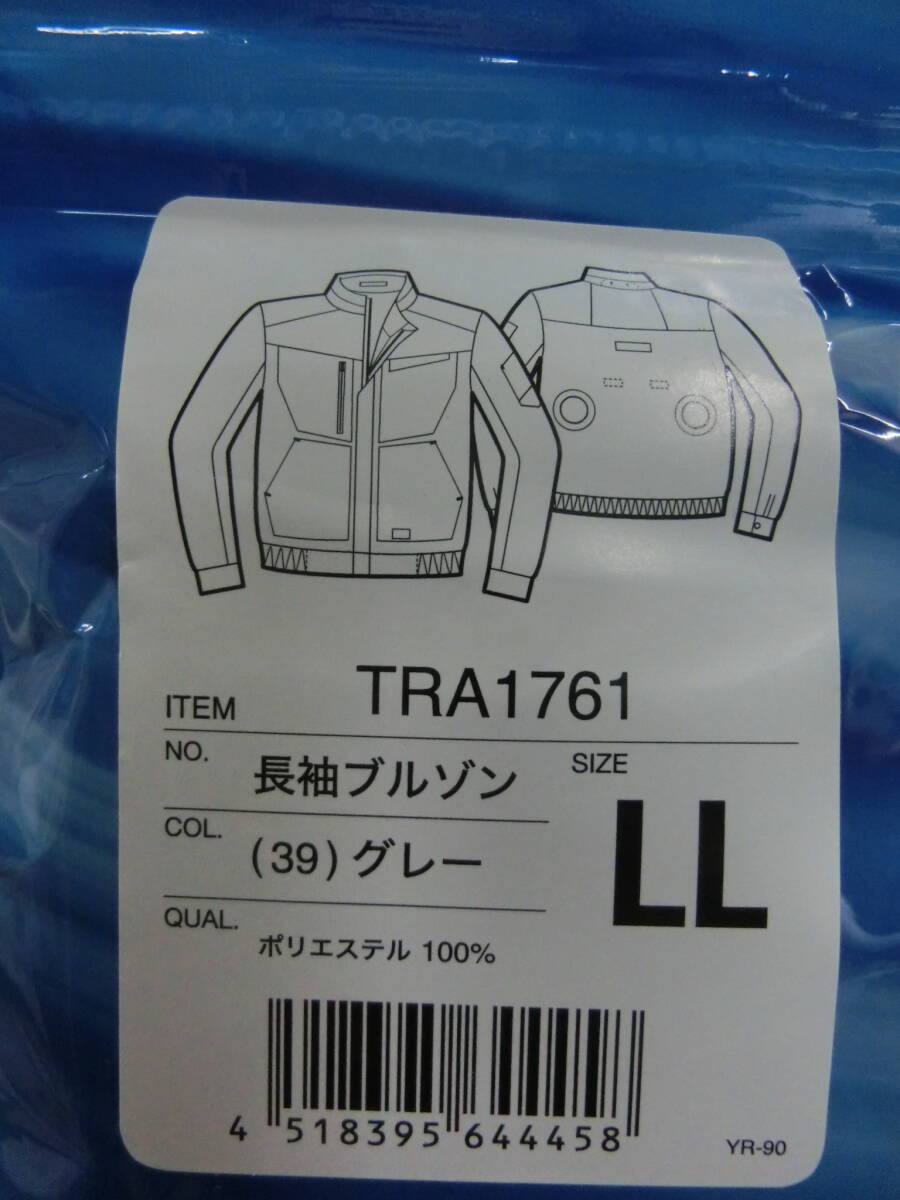 ITEM TRA1761
NO. 長袖ブルゾン
SIZE LL
COL. (39) グレー
QUAL. ポリエステル 100%
4 518395 644458
YR-90